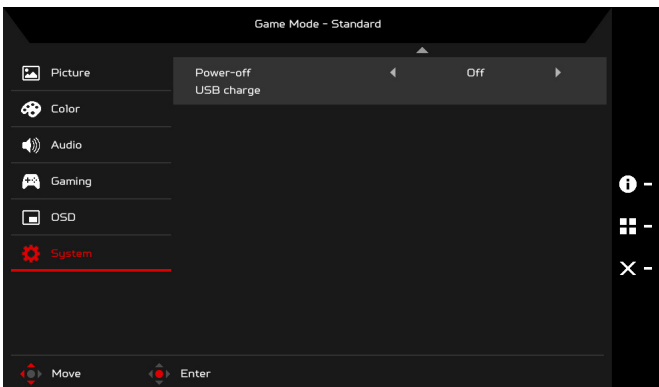 Game Mode - Standard
Picture
Power-off
Off
USB charge
Color
Audio
Gaming
OSD
System
Move
Enter